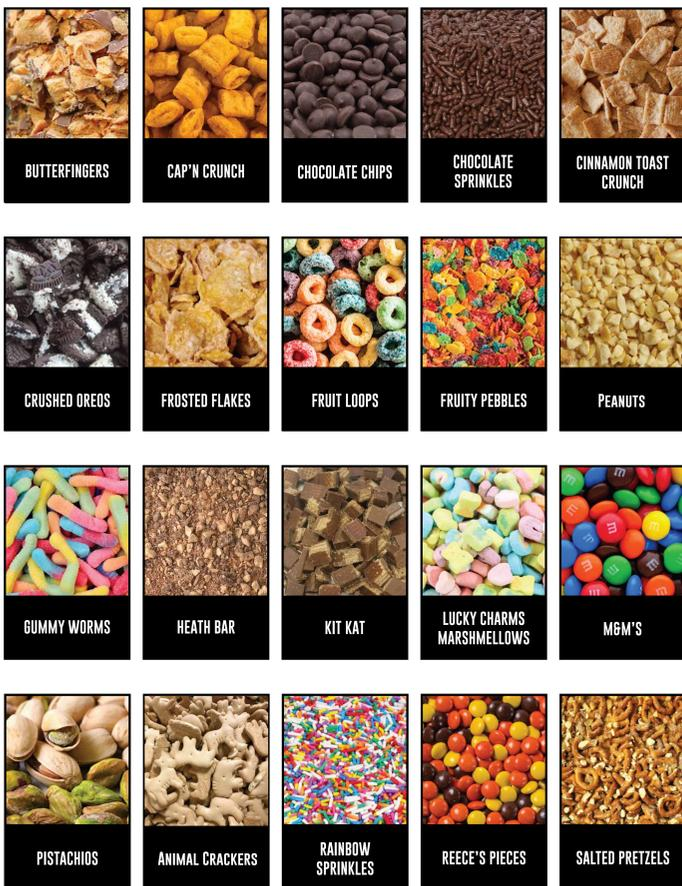 BUTTERFINGERS
CAP'N CRUNCH
CHOCOLATE CHIPS
CHOCOLATE
SPRINKLES
CINNAMON TOAST
CRUNCH
CRUSHED OREOS
FROSTED FLAKES
FRUIT LOOPS
FRUITY PEBBLES
PEANUTS
m
m
m
m
GUMMY WORMS
HEATH BAR
KIT KAT
LUCKY CHARMS
MARSHMELLOWS
M&M'S
PISTACHIOS
ANIMAL CRACKERS
RAINBOW
SPRINKLES
REECE'S PIECES
SALTED PRETZELS